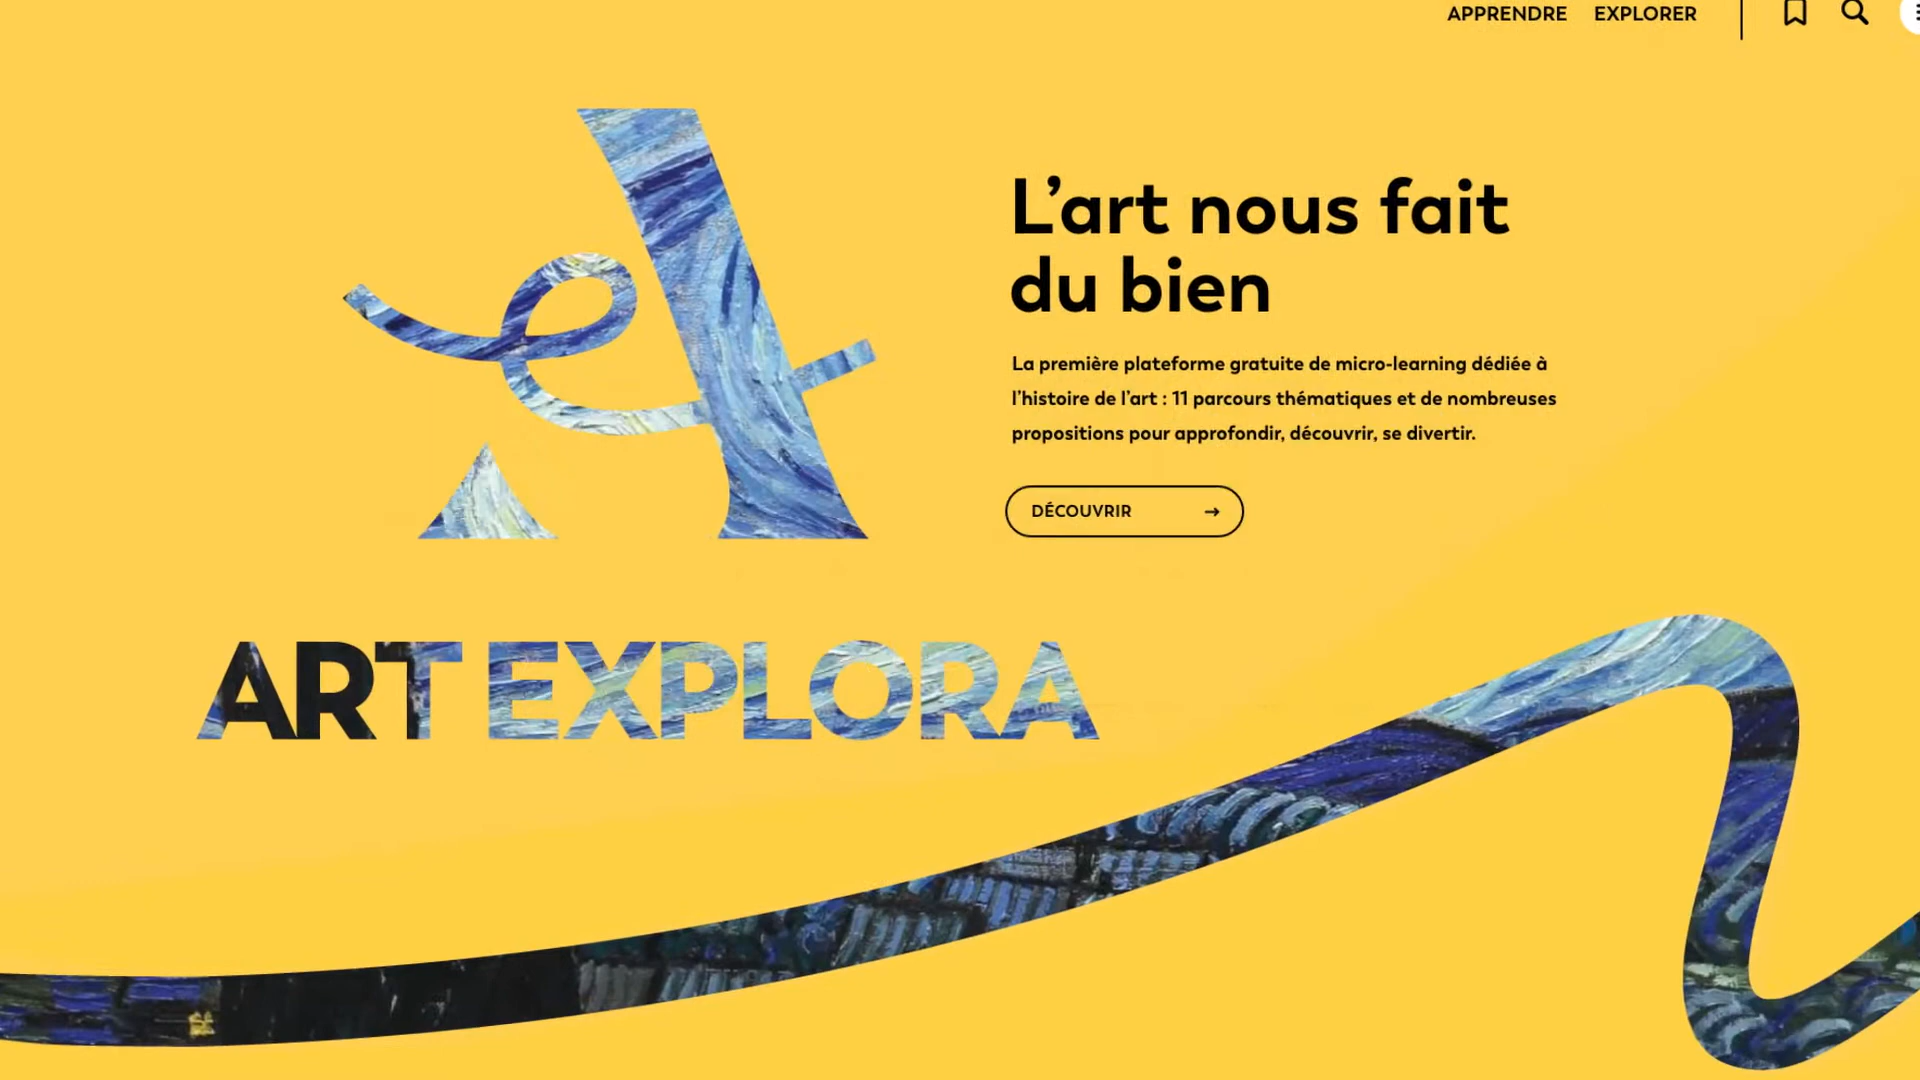 APPRENDRE EXPLORER
L’art nous fait
du bien
La première plateforme gratuite de micro-learning dédiée à
l’histoire de l’art : 11 parcours thématiques et de nombreuses
propositions pour approfondir, découvrir, se divertir.
DÉCOUVRIR →
ART EXPLORA